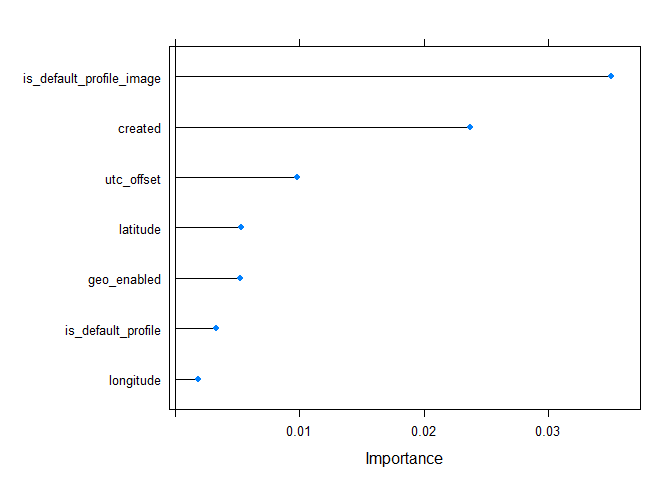 is_default_profile_image
created
utc_offset
latitude
geo_enabled
is_default_profile
longitude
0.01 0.02 0.03
Importance